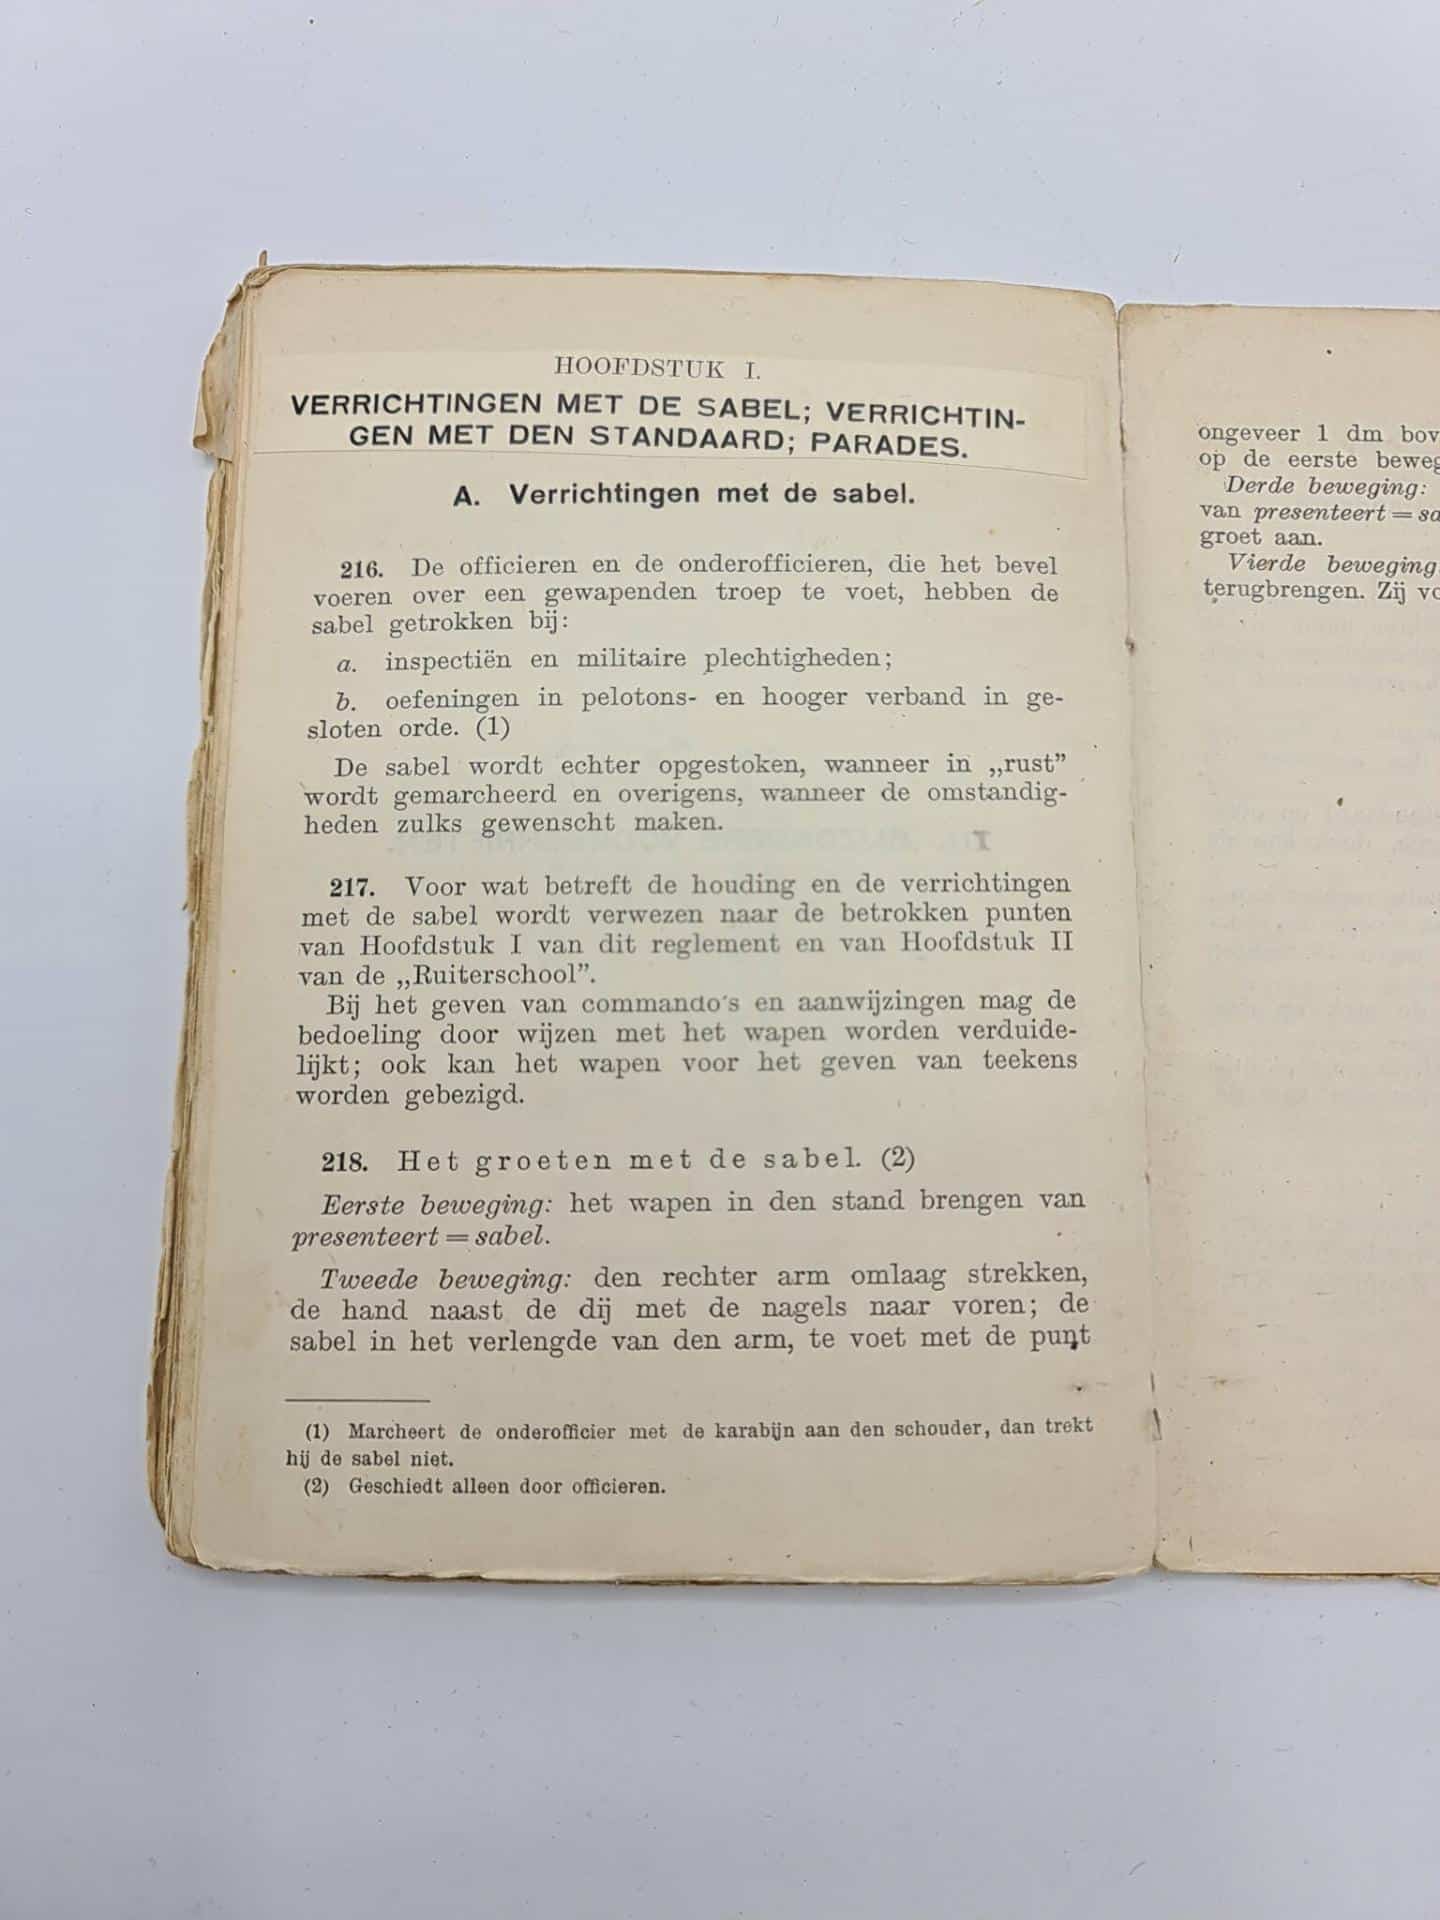 HOOFDSTUK I.
VERRICHTINGEN MET DE SABEL; VERRICHTIN-
GEN MET DEN STANDAARD; PARADES.
A. Verrichtingen met de sabel.
216. De officieren en de onderofficieren, die het bevel
voeren over een gewapenden troep te voet, hebben de
sabel getrokken bij:
a. inspectiën en militaire plechtigheden;
b. oefeningen in pelotons- en hooger verband in ge-
sloten orde. (1)
De sabel wordt echter opgestoken, wanneer in „rust”
wordt gemarcheerd en overigens, wanneer de omstandig-
heden zulks gewenscht maken.
217. Voor wat betreft de houding en de verrichtingen
met de sabel wordt verwezen naar de betrokken punten
van Hoofdstuk I van dit reglement en van Hoofdstuk II
van de „Ruiterschool”.
Bij het geven van commando's en aanwijzingen mag de
bedoeling door wijzen met het wapen worden verduide-
lijkt; ook kan het wapen voor het geven van teekens
worden gebezigd.
218. Het groeten met de sabel. (2)
Eerste beweging: het wapen in den stand brengen van
presenteert = sabel.
Tweede beweging: den rechter arm omlaag strekken,
de hand naast de dij met de nagels naar voren; de
sabel in het verlengde van den arm, te voet met de punt
(1) Marcheert de onderofficier met de karabijn aan den schouder, dan trekt
hij de sabel niet.
(2) Geschiedt alleen door officieren.
ongeveer 1 dm bov
op de eerste beweg
Derde beweging:
van presenteert = sa
groet aan.
Vierde beweging
terugbrengen. Zij vo